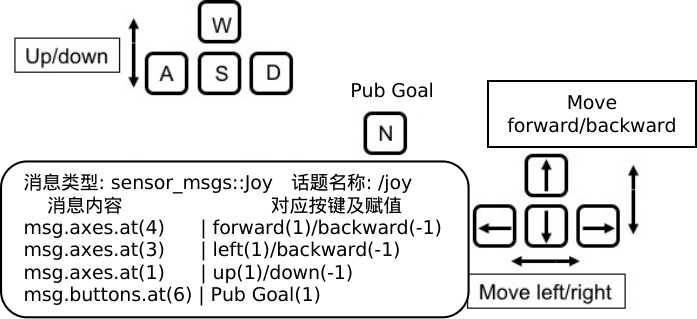 W
Up/down
A S D
Pub Goal
N
Move
forward/backward
消息类型: sensor_msgs::Joy 话题名称: /joy
消息内容 对应按键及赋值
msg.axes.at(4) | forward(1)/backward(-1)
msg.axes.at(3) | left(1)/backward(-1)
msg.axes.at(1) | up(1)/down(-1)
msg.buttons.at(6) | Pub Goal(1)
Move left/right